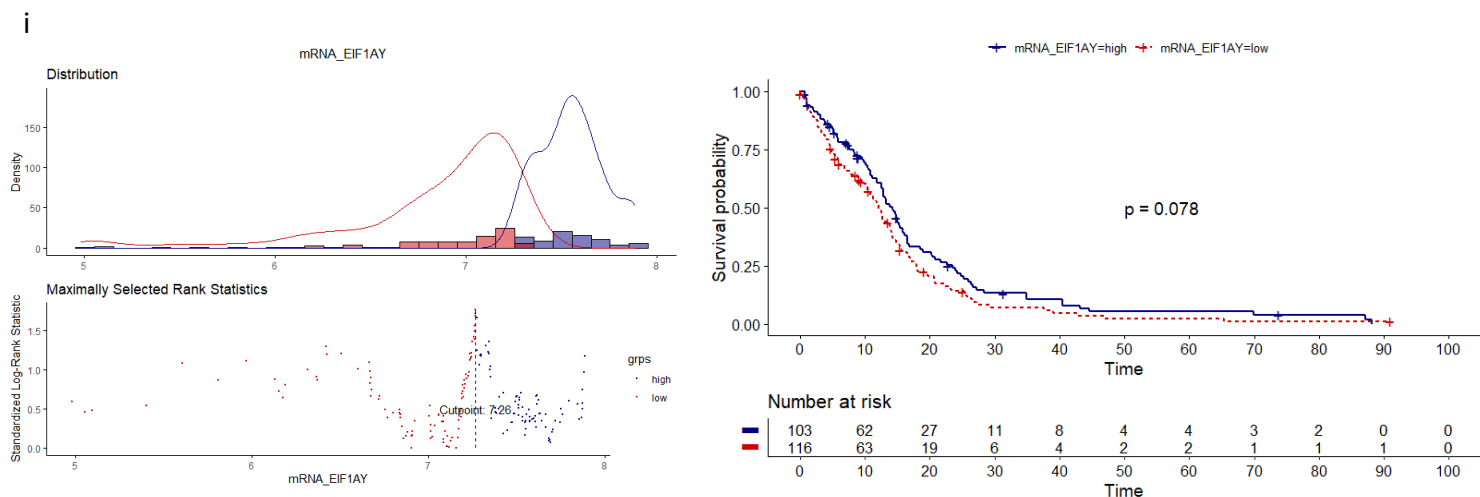 i
mRNA_EIF1AY
Distribution
Density
150
100
50
0
5 6 7 8
Maximally Selected Rank Statistics
Standardized Log-Rank Statistic
1.5
1.0
0.5
0.0
Cutpoint: 7.26
grps
high
low
5 6 7 8
mRNA_EIF1AY
mRNA_EIF1AY=high mRNA_EIF1AY=low
Survival probability
1.00
0.75
0.50
0.25
0.00
p = 0.078
0 10 20 30 40 50 60 70 80 90 100
Time
Number at risk
103 62 27 11 8 4 4 3 2 0 0
116 63 19 6 4 2 2 1 1 1 0
0 10 20 30 40 50 60 70 80 90 100
Time